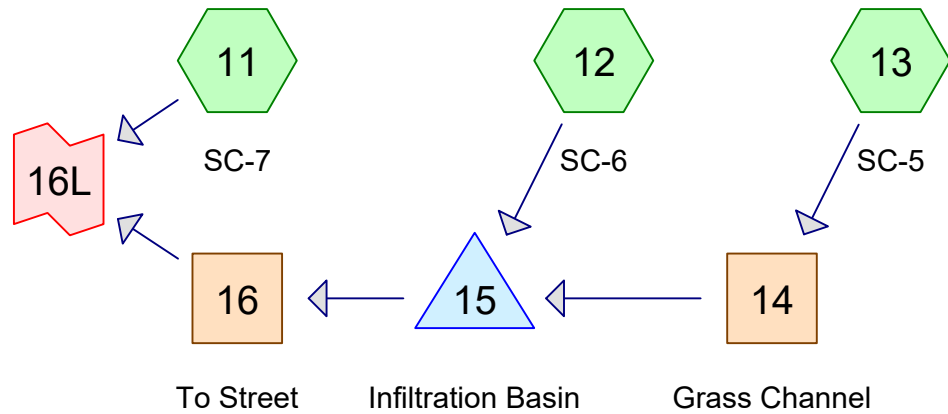 11
12
13
SC-7
SC-6
SC-5
16L
16
15
14
To Street
Infiltration Basin
Grass Channel